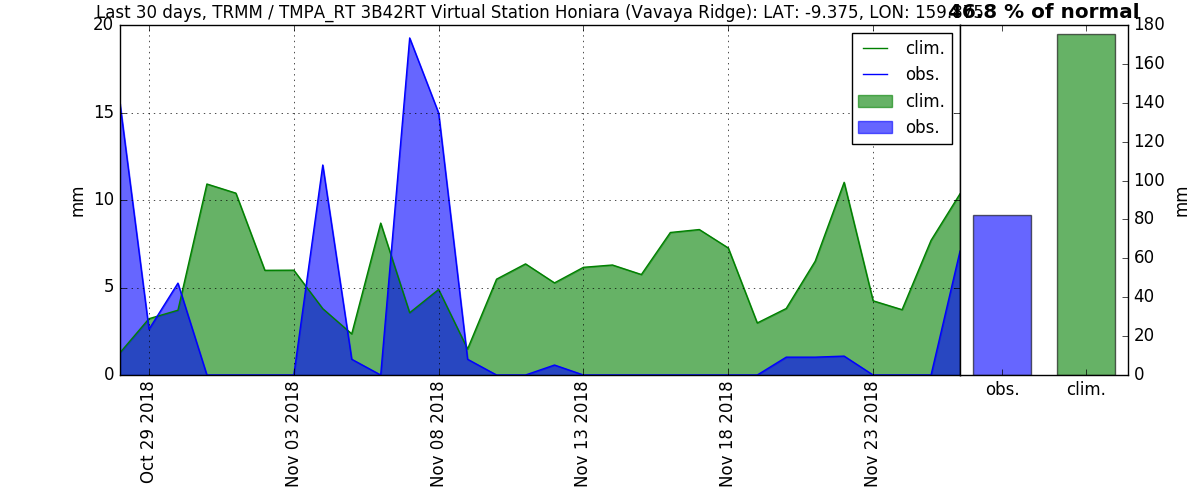 Last 30 days, TRMM / TMPA_RT 3B42RT Virtual Station Honiara (Vavaya Ridge): LAT: -9.375, LON:
46.8 % of normal
20
15
10
5
0
mm
clim.
obs.
clim.
obs.
180
160
140
120
100
80
60
40
20
0
mm
obs.
clim.
Oct 29 2018
Nov 03 2018
Nov 08 2018
Nov 13 2018
Nov 18 2018
Nov 23 2018